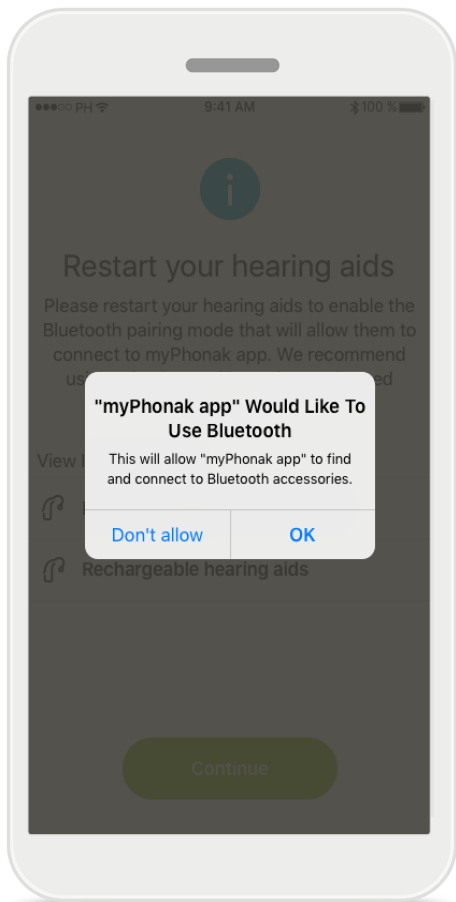 PH 9:41 AM 100 %
Restart your hearing aids
Please restart your hearing aids to enable the
Bluetooth pairing mode that will allow them to
connect to myPhonak app. We recommend
"myPhonak app" Would Like To
Use Bluetooth
This will allow "myPhonak app" to find
and connect to Bluetooth accessories.
View
Don't allow OK
Rechargeable hearing aids
Continue